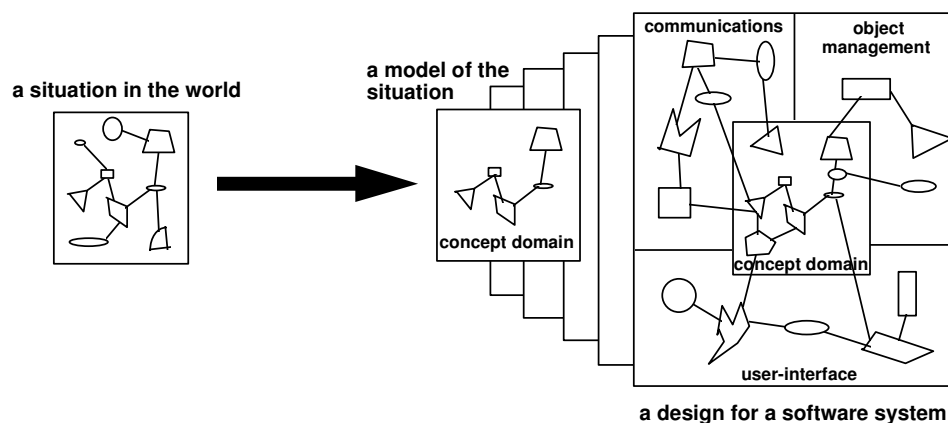 a situation in the world
a model of the
situation
concept domain
communications
object
management
concept domain
user-interface
a design for a software system